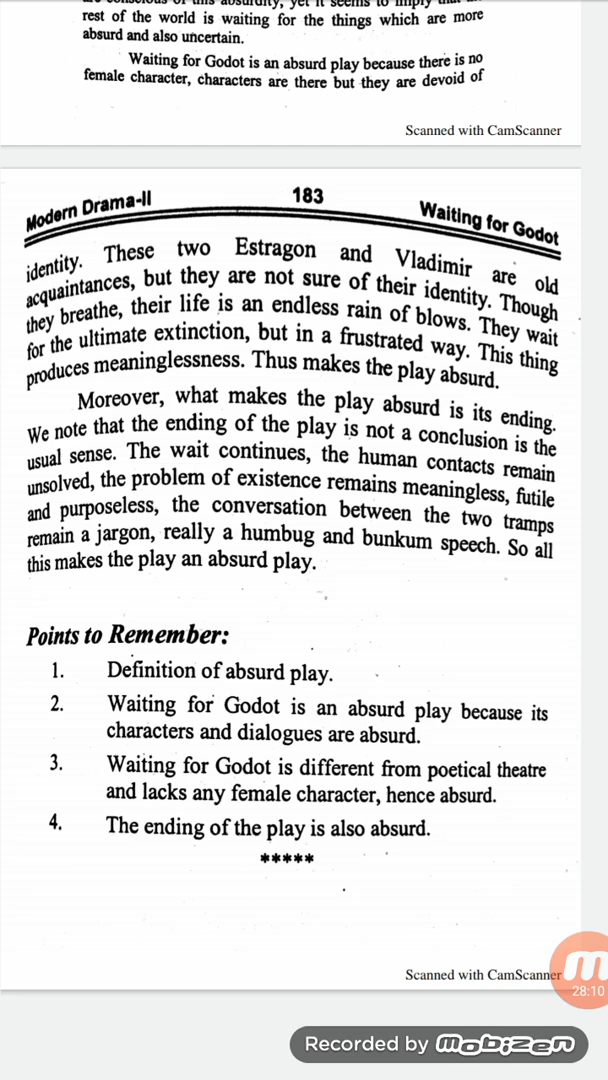 rest of the world is waiting for the things which are more
absurd and also uncertain.
Waiting for Godot is an absurd play because there is no
female character, characters are there but they are devoid of
Scanned with CamScanner
Modern Drama-II 183 Waiting for Godot
identity. These two Estragon and Vladimir are old
acquaintances, but they are not sure of their identity. Though
they breathe, their life is an endless rain of blows. They wait
for the ultimate extinction, but in a frustrated way. This thing
produces meaninglessness. Thus makes the play absurd.
Moreover, what makes the play absurd is its ending.
We note that the ending of the play is not a conclusion is the
usual sense. The wait continues, the human contacts remain
unsolved, the problem of existence remains meaningless, futile
and purposeless, the conversation between the two tramps
remain a jargon, really a humbug and bunkum speech. So all
this makes the play an absurd play.
Points to Remember:
1. Definition of absurd play.
2. Waiting for Godot is an absurd play because its
characters and dialogues are absurd.
3. Waiting for Godot is different from poetical theatre
and lacks any female character, hence absurd.
4. The ending of the play is also absurd.
*****
Scanned with CamScanner
28:10
Recorded by mobizen